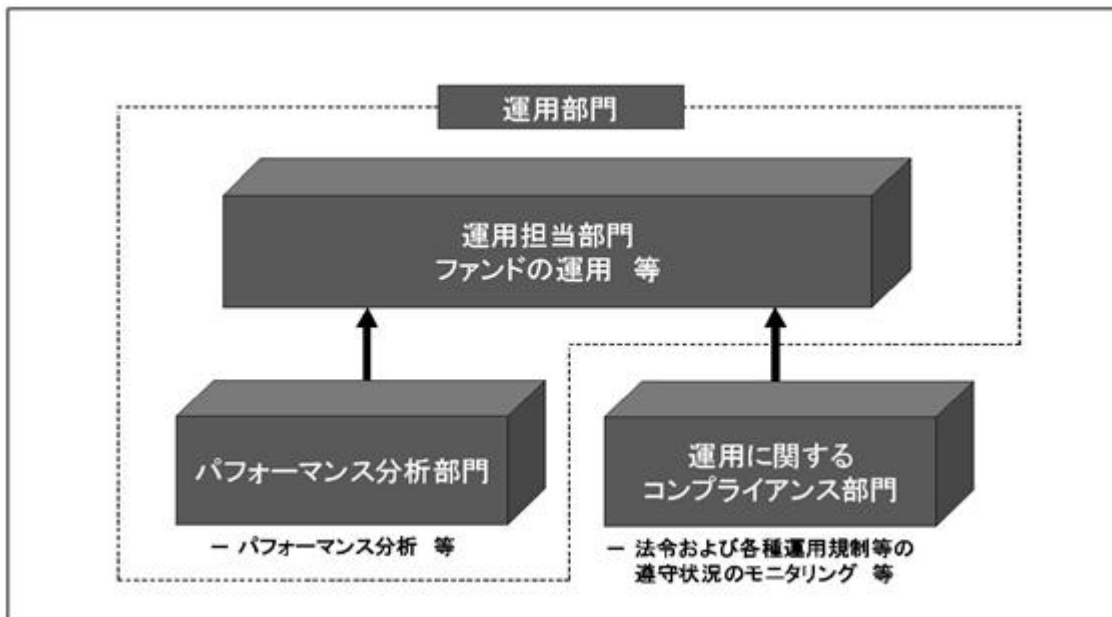 運用部門
運用担当部門
ファンドの運用 等
パフォーマンス分析部門
― パフォーマンス分析 等
運用に関する
コンプライアンス部門
― 法令および各種運用規制等の
遵守状況のモニタリング 等